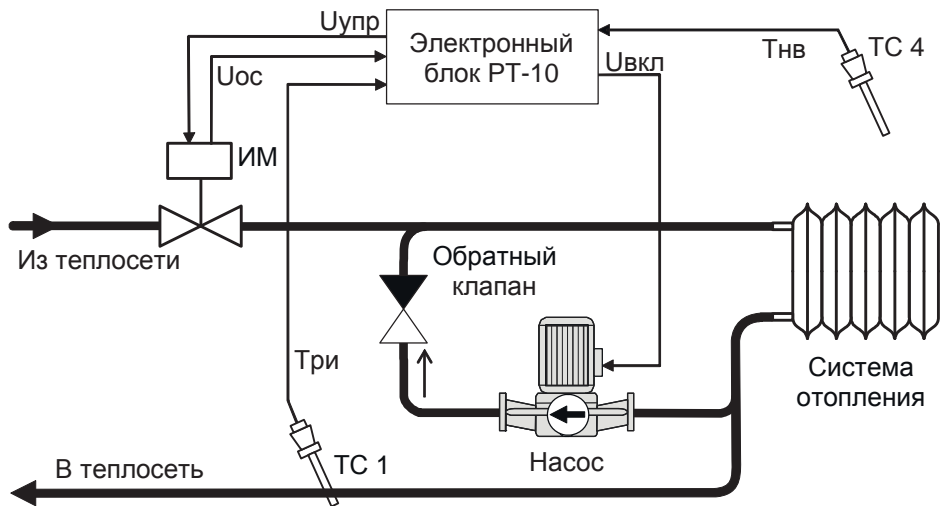 Uупр
Электронный
блок РТ-10
Uос
Uвкл
Тнв
ТС 4
ИМ
Из теплосети
Обратный
клапан
Три
Система
отопления
В теплосеть
ТС 1
Насос